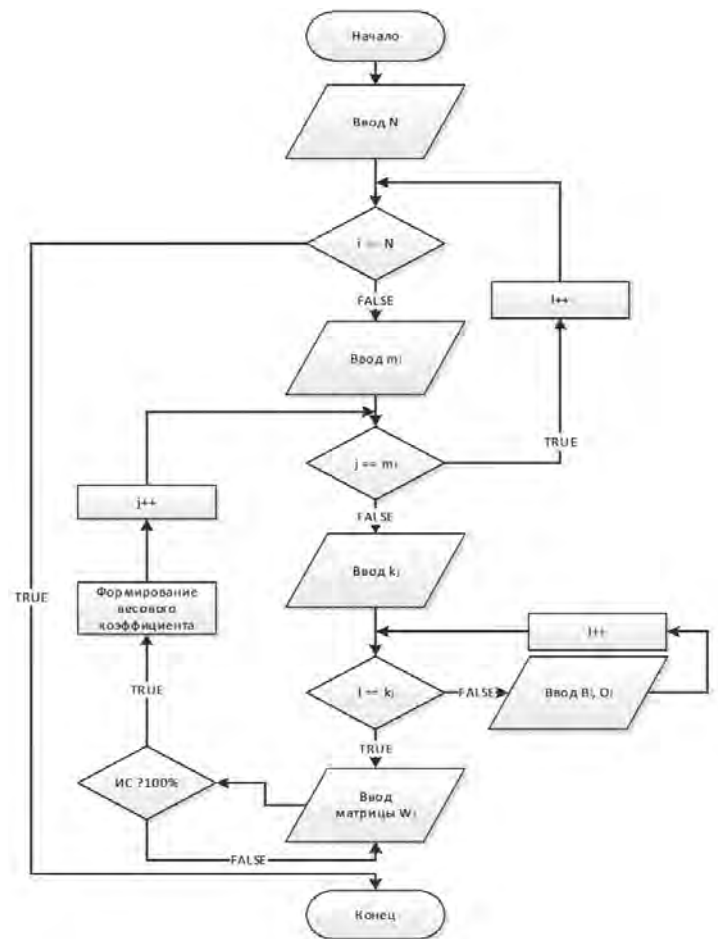 Начало
Ввод N
i == N
FALSE
I++
Ввод mi
TRUE
j == mi
j++
FALSE
Ввод kj
TRUE
Формирование
весового
коэффициента
l++
TRUE
l == kj
FALSE
Ввод Bl, Ol
TRUE
ИС ?100%
Ввод
матрицы Wj
FALSE
Конец